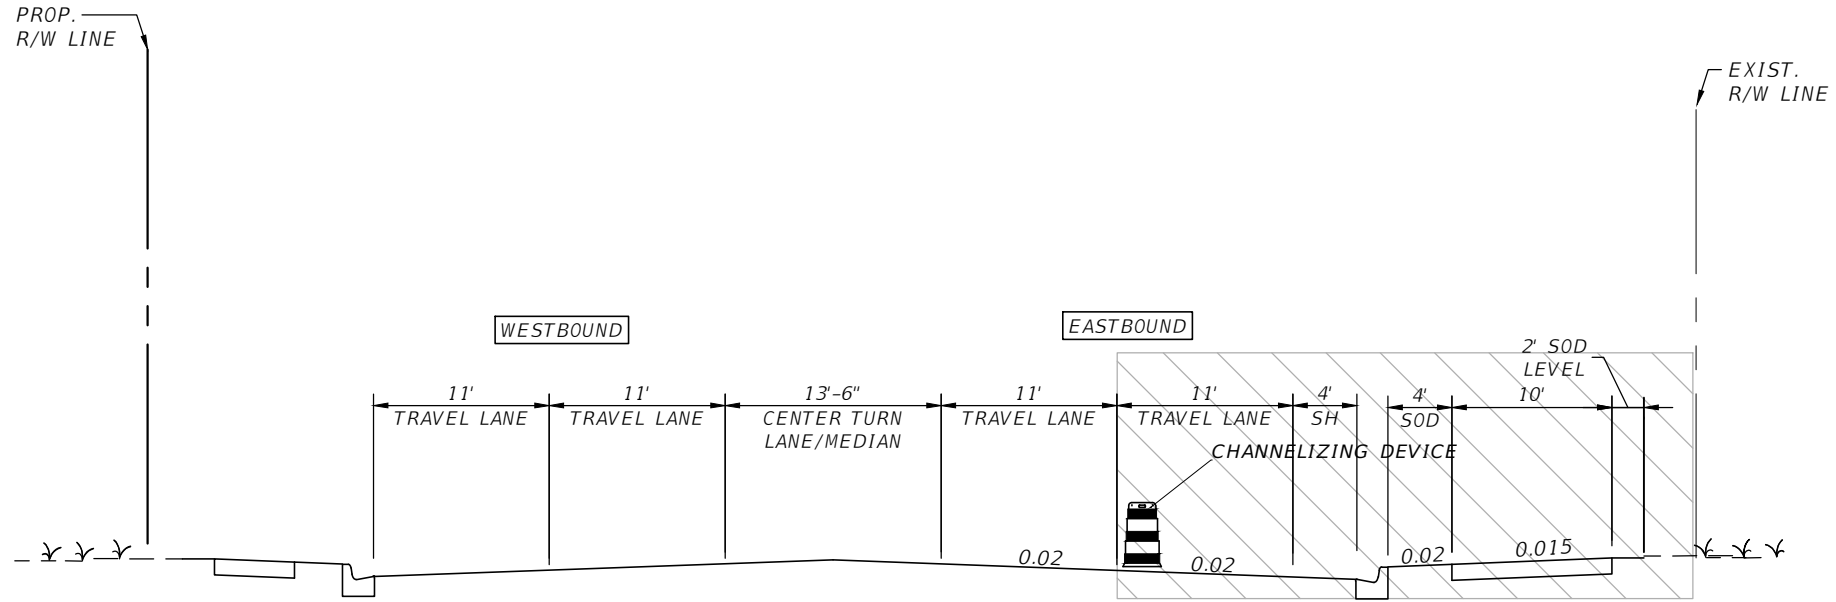 PROP.
R/W LINE
EXIST.
R/W LINE
WESTBOUND
EASTBOUND
2' SOD
LEVEL
11'
TRAVEL LANE
11'
TRAVEL LANE
13'-6"
CENTER TURN
LANE/MEDIAN
11'
TRAVEL LANE
11'
TRAVEL LANE
4'
SH
4'
SOD
10'
CHANNELIZING DEVICE
0.02
0.02
0.02
0.015